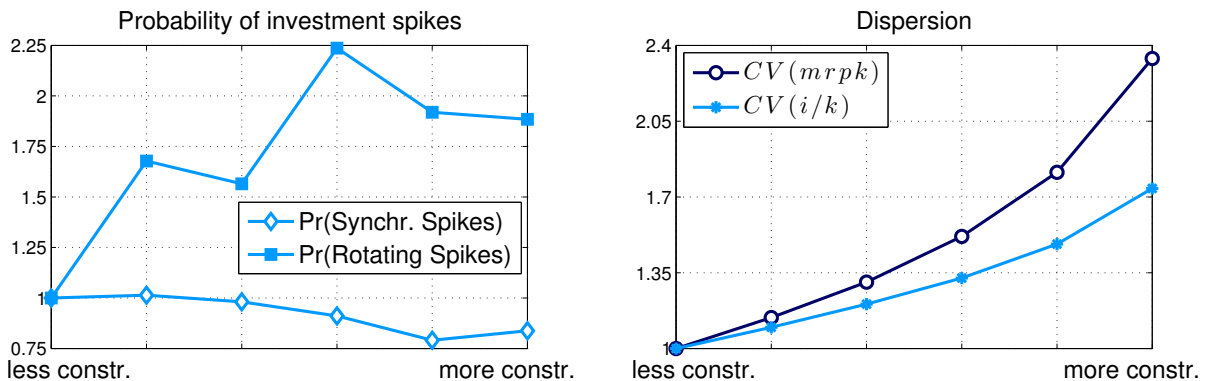 Probability of investment spikes
2.25
2
1.75
1.5
1.25
1
0.75
Pr(Synchr. Spikes)
Pr(Rotating Spikes)
less constr.
more constr.
Dispersion
2.4
2.05
1.7
1.35
1
CV(mrpk)
CV(i/k)
less constr.
more constr.